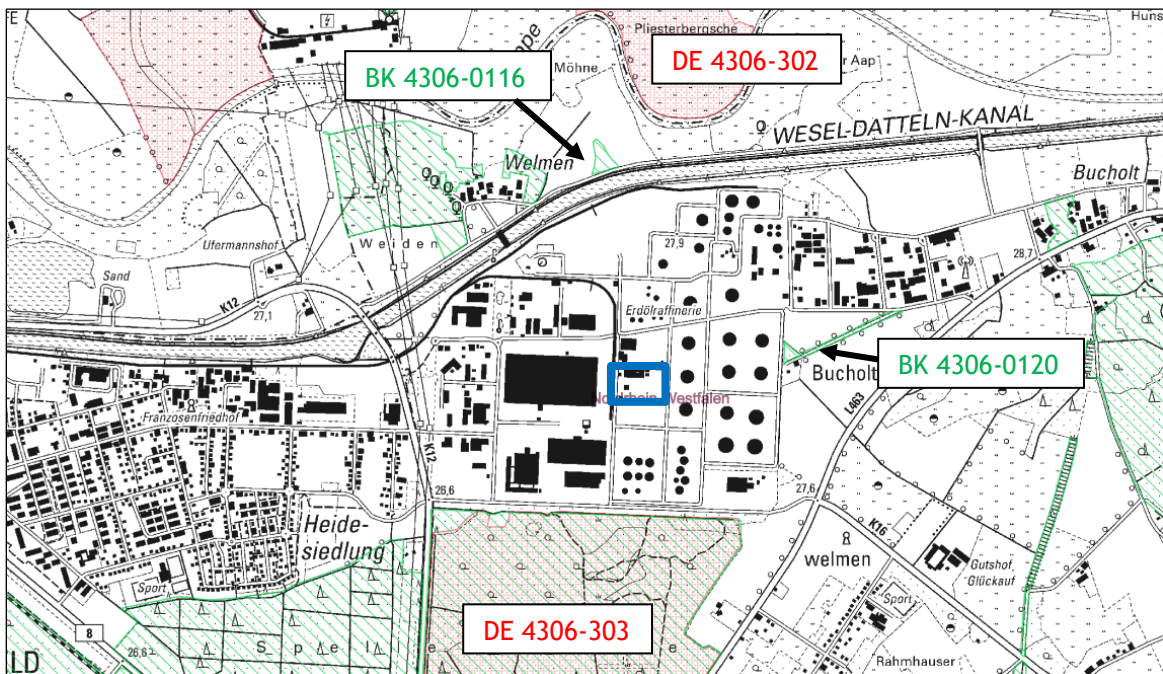 Pliesterbergsche
DE 4306-302
BK 4306-0116
Möhne
r Aap
WESEL-DATTELN-KANAL
Welmen
Bucholt
Ufermannshof
Weiden
27,9
28,7
Sand
K12
27,1
Erdölraffinerie
BK 4306-0120
Bucholt
Franzosenfriedhof
K12
L463
26,6
27,6
Heide-
siedlung
K16
welmen
Gutshof
Glückauf
Sport
DE 4306-303
Sport
8
26,6
S p e l
e
LD
Rahmhauser